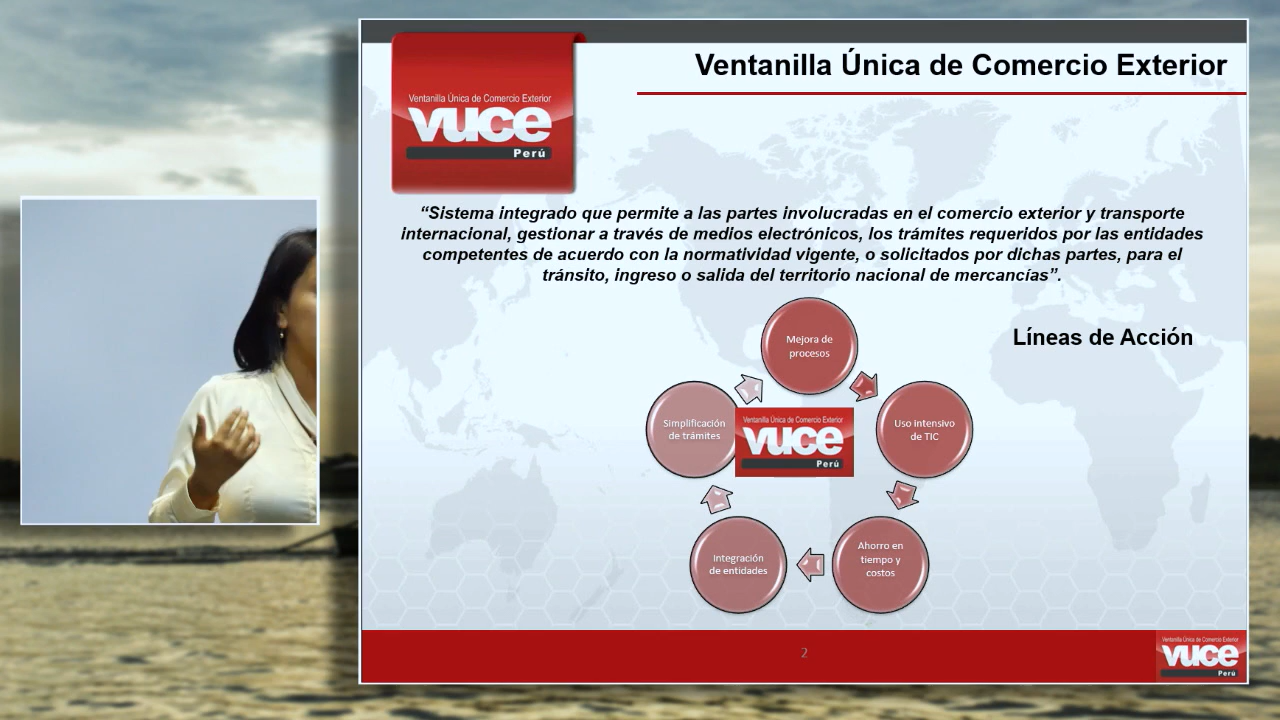 Ventanilla Única de Comercio Exterior
Ventanilla Única de Comercio Exterior
vuce
Perú
“Sistema integrado que permite a las partes involucradas en el comercio exterior y transporte
internacional, gestionar a través de medios electrónicos, los trámites requeridos por las entidades
competentes de acuerdo con la normatividad vigente, o solicitados por dichas partes, para el
tránsito, ingreso o salida del territorio nacional de mercancías”.
Líneas de Acción
Mejora de
procesos
Uso intensivo
de TIC
Ahorro en
tiempo y
costos
Integración
de entidades
Simplificación
de trámites
Ventanilla Única de Comercio Exterior
vuce
Perú
2
Ventanilla Única de Comercio Exterior
vuce
Perú